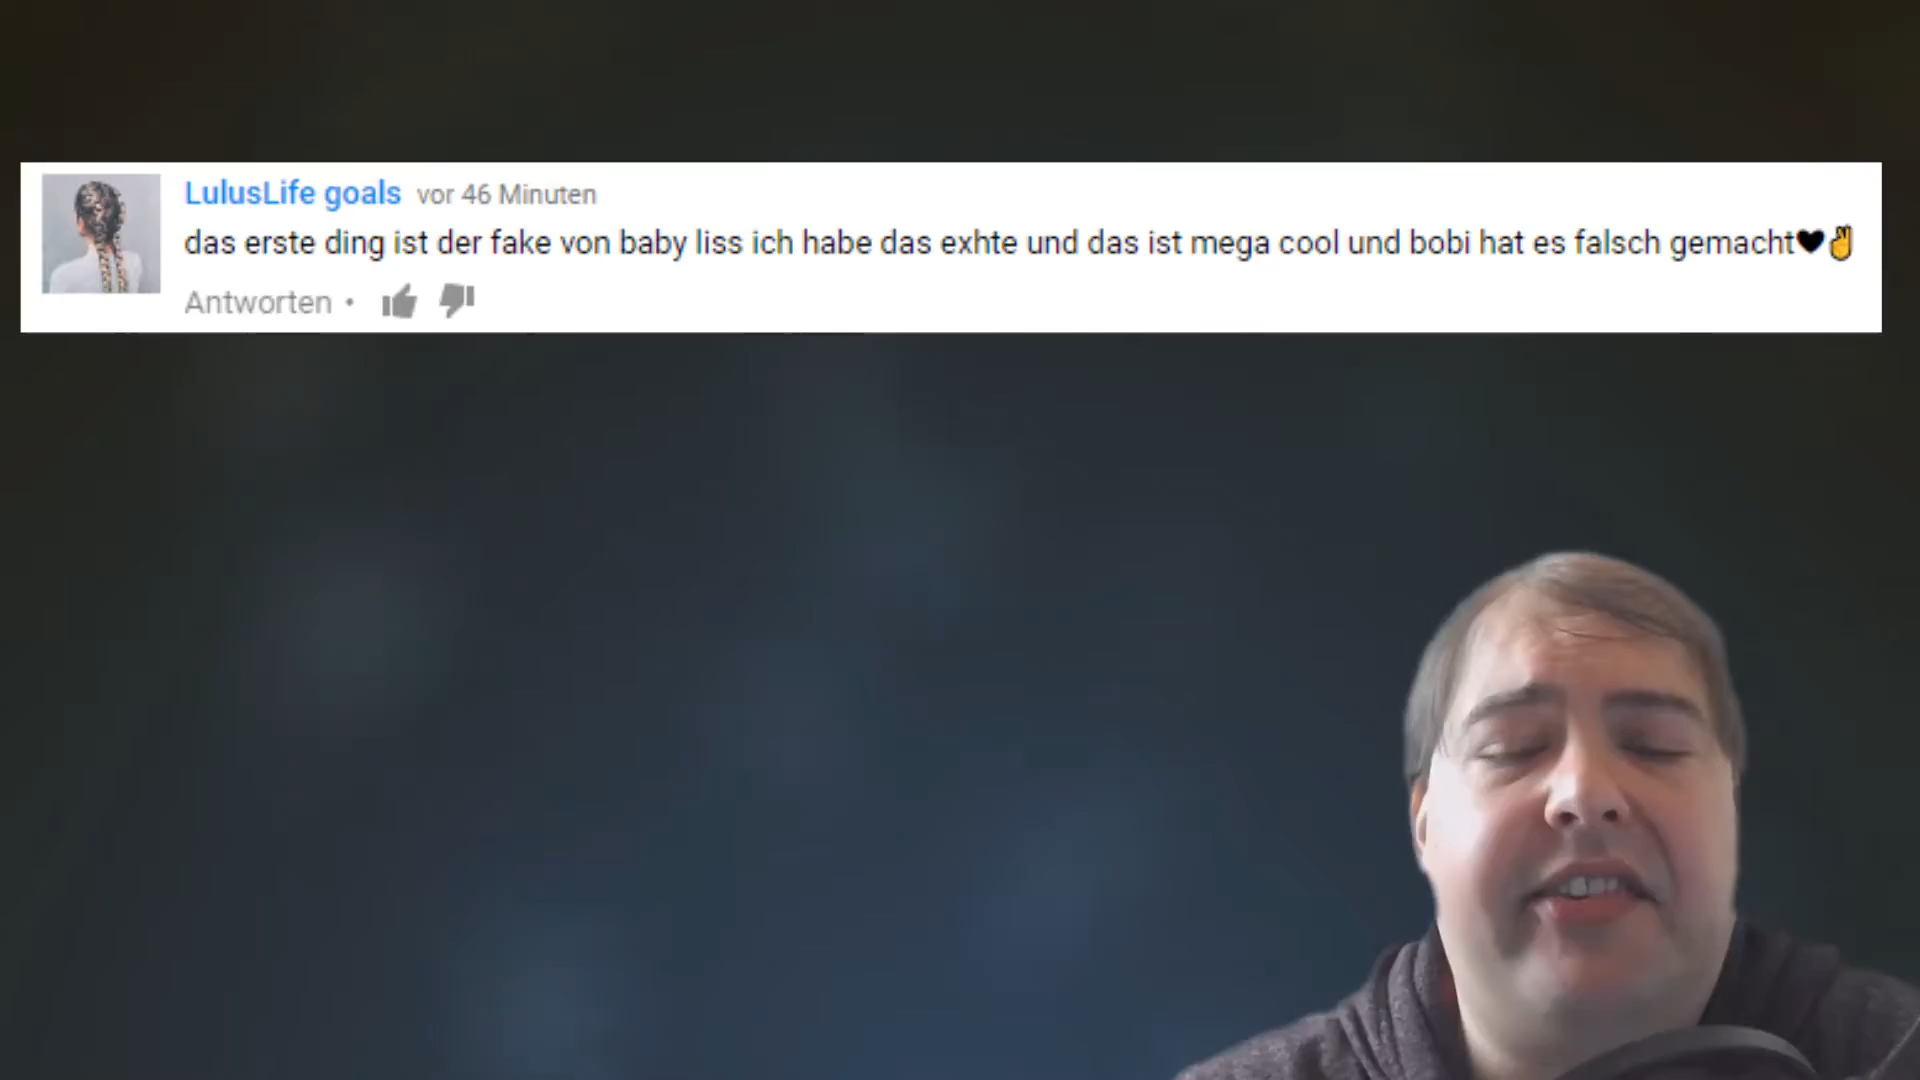 LulusLife goals vor 46 Minuten
das erste ding ist der fake von baby liss ich habe das exhte und das ist mega cool und bobi hat es falsch gemacht🖤✌
Antworten •